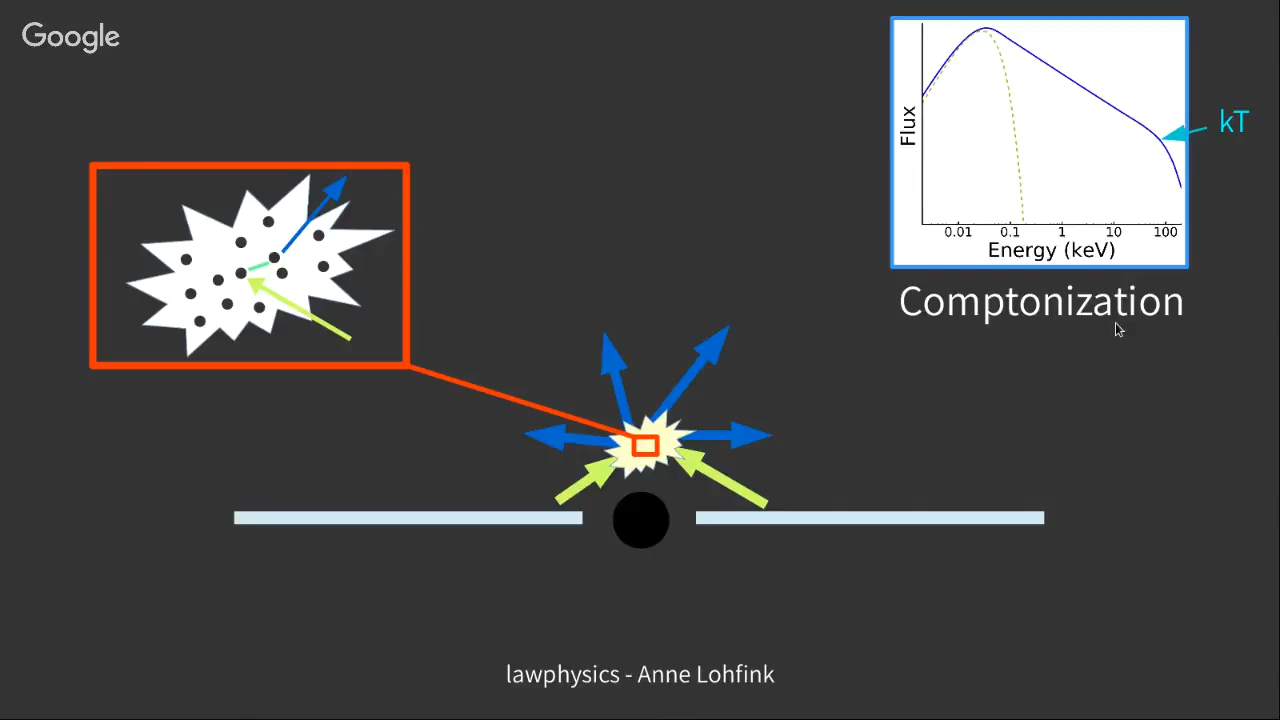 Google
Flux
0.01 0.1 1 10 100
Energy (keV)
kT
Comptonization
lawphysics - Anne Lohfink